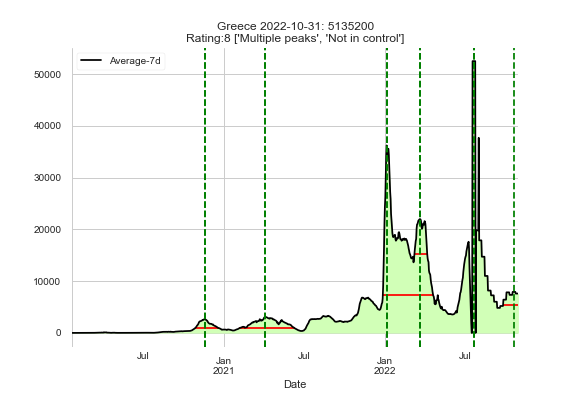 Greece 2022-10-31: 5135200
Rating:8 ['Multiple peaks', 'Not in control']
Average-7d
50000
40000
30000
20000
10000
0
Jul
Jan
2021
Jul
Jan
2022
Jul
Date